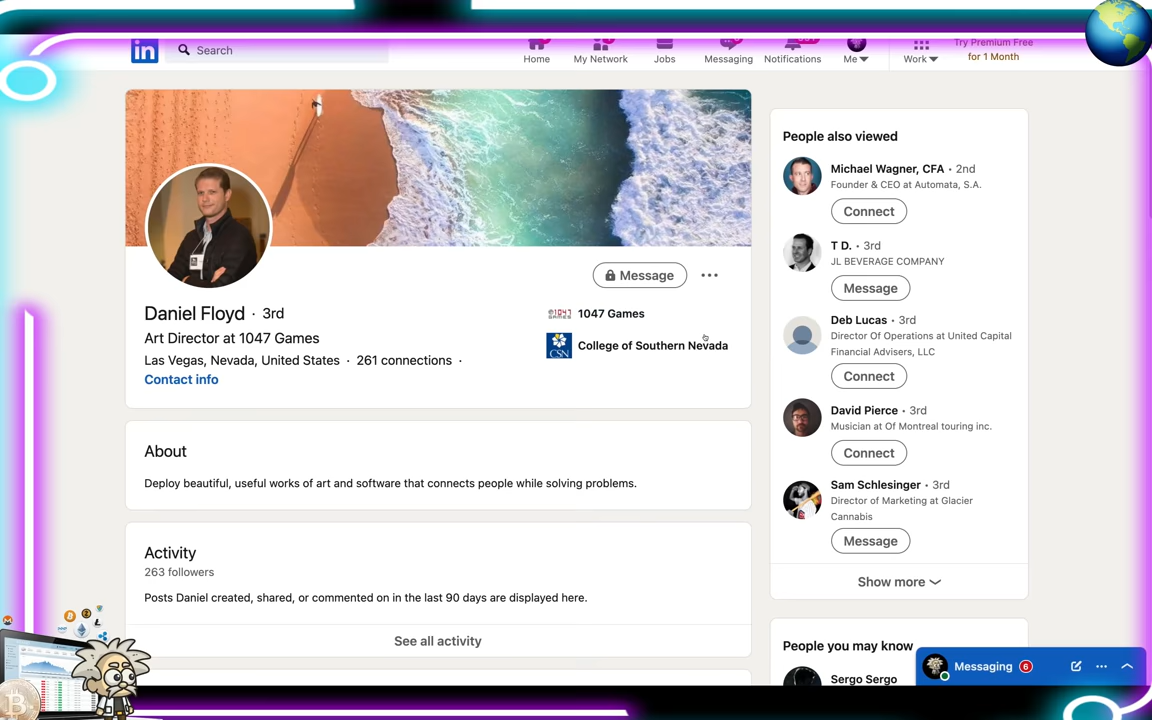 in
Search
Home
My Network
Jobs
Messaging
Notifications
Me
Work
Try Premium Free
for 1 Month
Message
Daniel Floyd · 3rd
Art Director at 1047 Games
Las Vegas, Nevada, United States · 261 connections ·
Contact info
1047 Games
CSN
College of Southern Nevada
About
Deploy beautiful, useful works of art and software that connects people while solving problems.
Activity
263 followers
Posts Daniel created, shared, or commented on in the last 90 days are displayed here.
See all activity
People also viewed
Michael Wagner, CFA · 2nd
Founder & CEO at Automata, S.A.
Connect
T D. · 3rd
JL BEVERAGE COMPANY
Message
Deb Lucas · 3rd
Director Of Operations at United Capital
Financial Advisers, LLC
Connect
David Pierce · 3rd
Musician at Of Montreal touring inc.
Connect
Sam Schlesinger · 3rd
Director of Marketing at Glacier
Cannabis
Message
Show more
People you may know
Sergo Sergo
Messaging 6